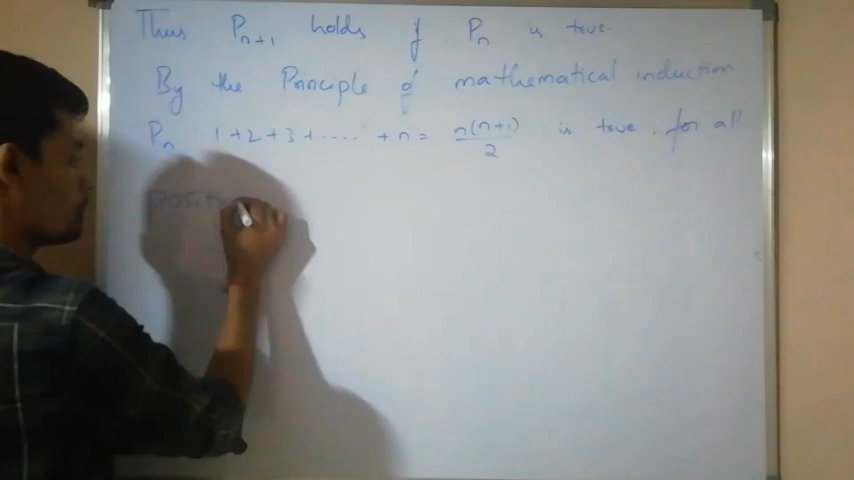 Thus Pn+1 holds if Pn is true.
By the Principle of mathematical induction
Pn 1+2+3+.....+n = n(n+1)/2 is true, for all
positi